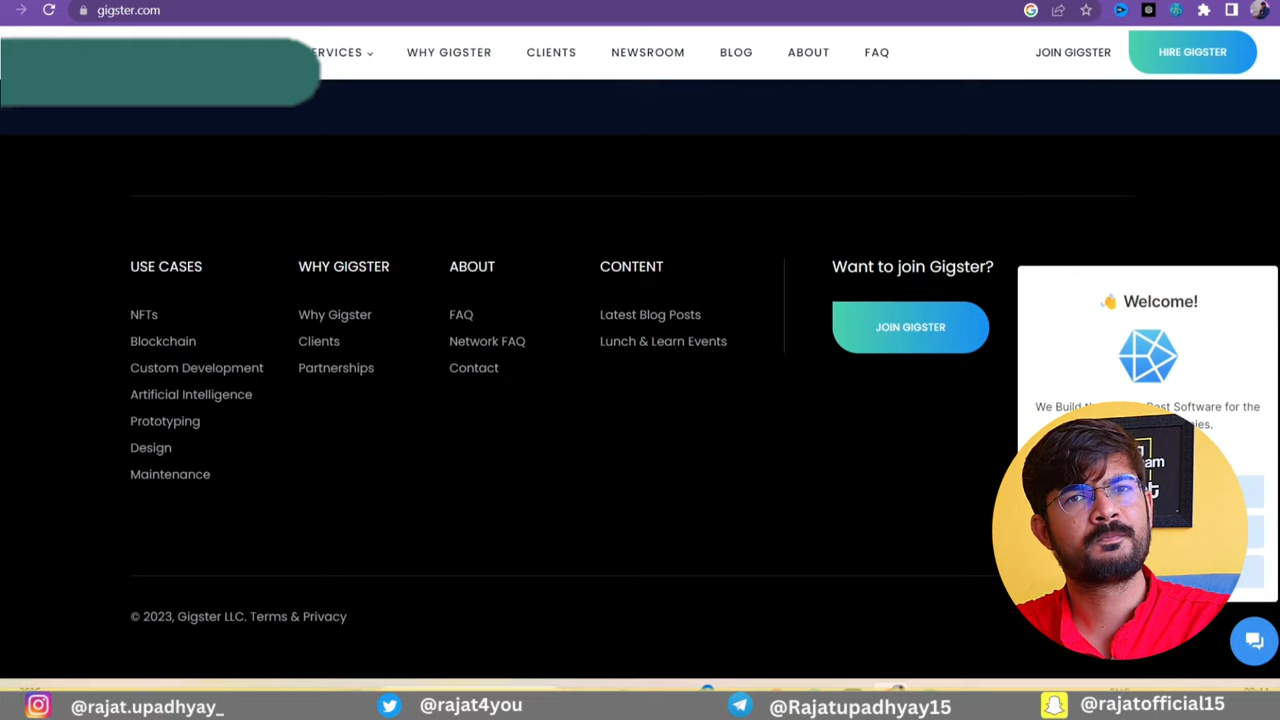 gigster.com
WHY GIGSTER
CLIENTS
NEWSROOM
BLOG
ABOUT
FAQ
JOIN GIGSTER
HIRE GIGSTER
USE CASES
NFTs
Blockchain
Custom Development
Artificial Intelligence
Prototyping
Design
Maintenance
WHY GIGSTER
Why Gigster
Clients
Partnerships
ABOUT
FAQ
Network FAQ
Contact
CONTENT
Latest Blog Posts
Lunch & Learn Events
Want to join Gigster?
JOIN GIGSTER
👋 Welcome!
We Build Best Software for the
© 2023, Gigster LLC. Terms & Privacy
@rajat.upadhyay_
@rajat4you
@Rajatupadhyay15
@rajatofficial15